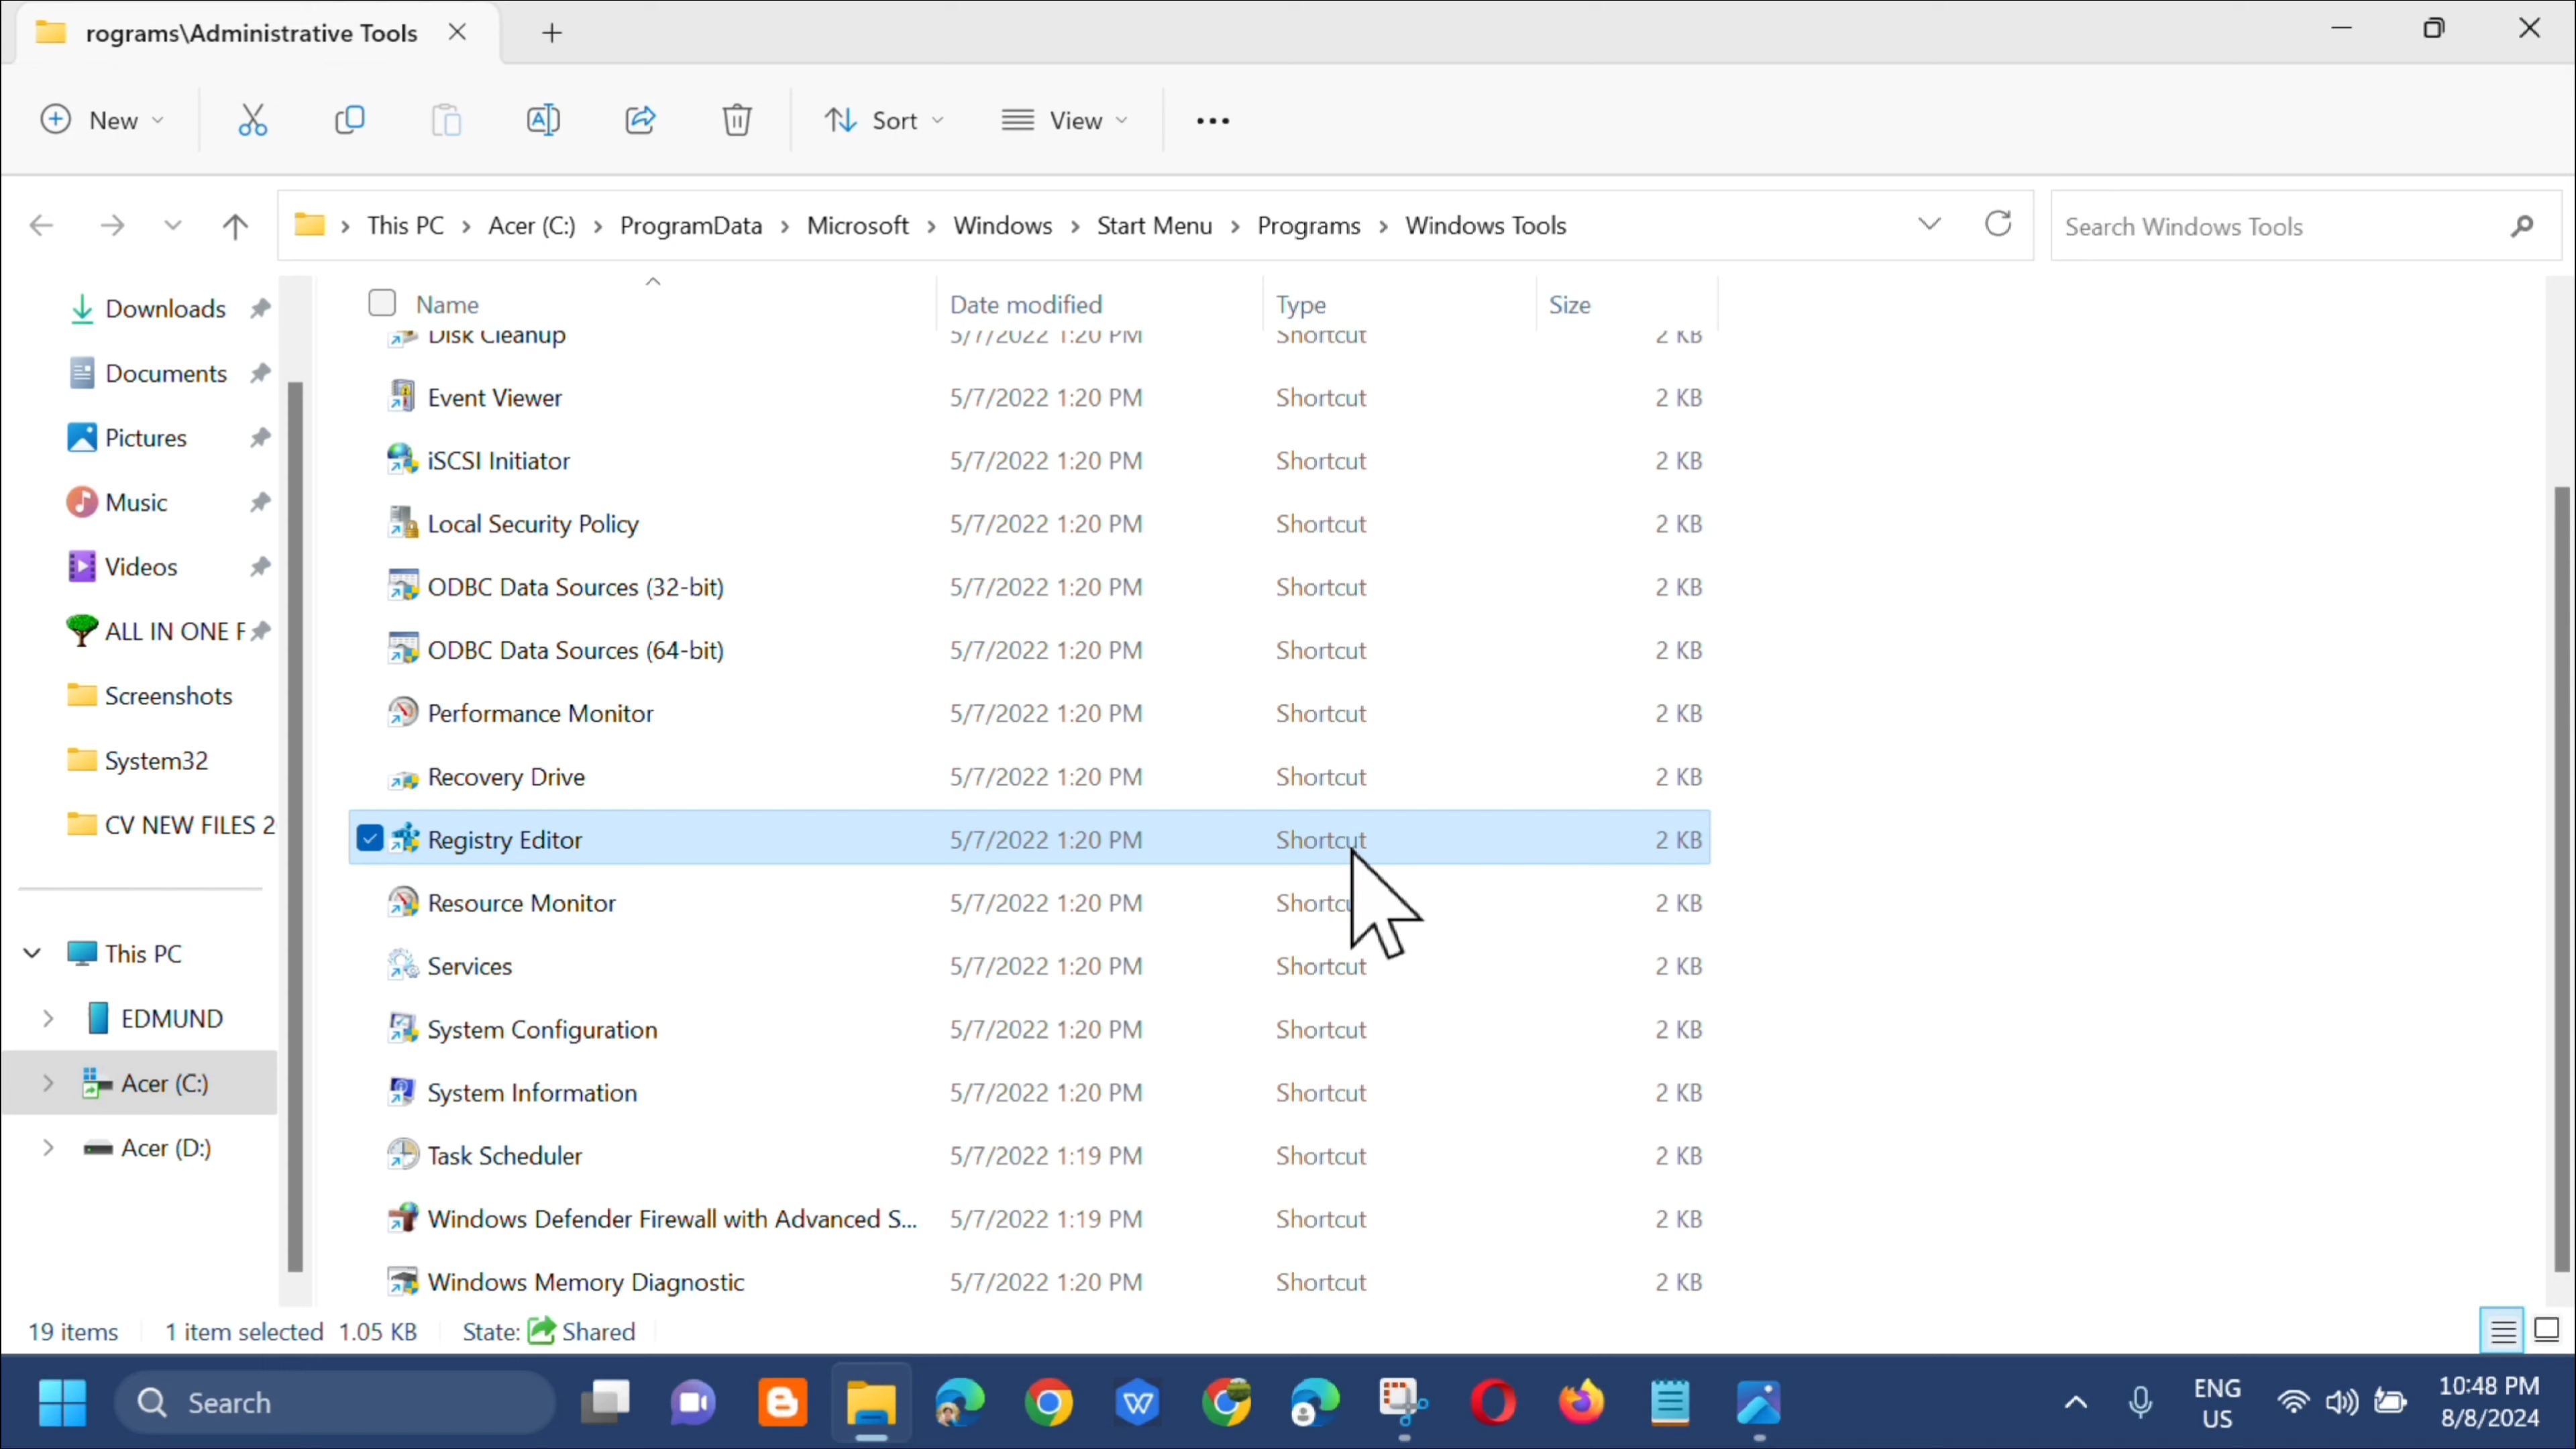 rograms\Administrative Tools
New Sort View
This PC > Acer (C:) > ProgramData > Microsoft > Windows > Start Menu > Programs > Windows Tools
Search Windows Tools
Downloads
Documents
Pictures
Music
Videos
ALL IN ONE F
Screenshots
System32
CV NEW FILES 2
This PC
EDMUND
Acer (C:)
Acer (D:)
Name Date modified Type Size
Disk Cleanup 5/7/2022 1:20 PM Shortcut 2 KB
Event Viewer 5/7/2022 1:20 PM Shortcut 2 KB
iSCSI Initiator 5/7/2022 1:20 PM Shortcut 2 KB
Local Security Policy 5/7/2022 1:20 PM Shortcut 2 KB
ODBC Data Sources (32-bit) 5/7/2022 1:20 PM Shortcut 2 KB
ODBC Data Sources (64-bit) 5/7/2022 1:20 PM Shortcut 2 KB
Performance Monitor 5/7/2022 1:20 PM Shortcut 2 KB
Recovery Drive 5/7/2022 1:20 PM Shortcut 2 KB
Registry Editor 5/7/2022 1:20 PM Shortcut 2 KB
Resource Monitor 5/7/2022 1:20 PM Shortcut 2 KB
Services 5/7/2022 1:20 PM Shortcut 2 KB
System Configuration 5/7/2022 1:20 PM Shortcut 2 KB
System Information 5/7/2022 1:20 PM Shortcut 2 KB
Task Scheduler 5/7/2022 1:19 PM Shortcut 2 KB
Windows Defender Firewall with Advanced S... 5/7/2022 1:19 PM Shortcut 2 KB
Windows Memory Diagnostic 5/7/2022 1:20 PM Shortcut 2 KB
19 items 1 item selected 1.05 KB State: Shared
Search
ENG
US
10:48 PM
8/8/2024